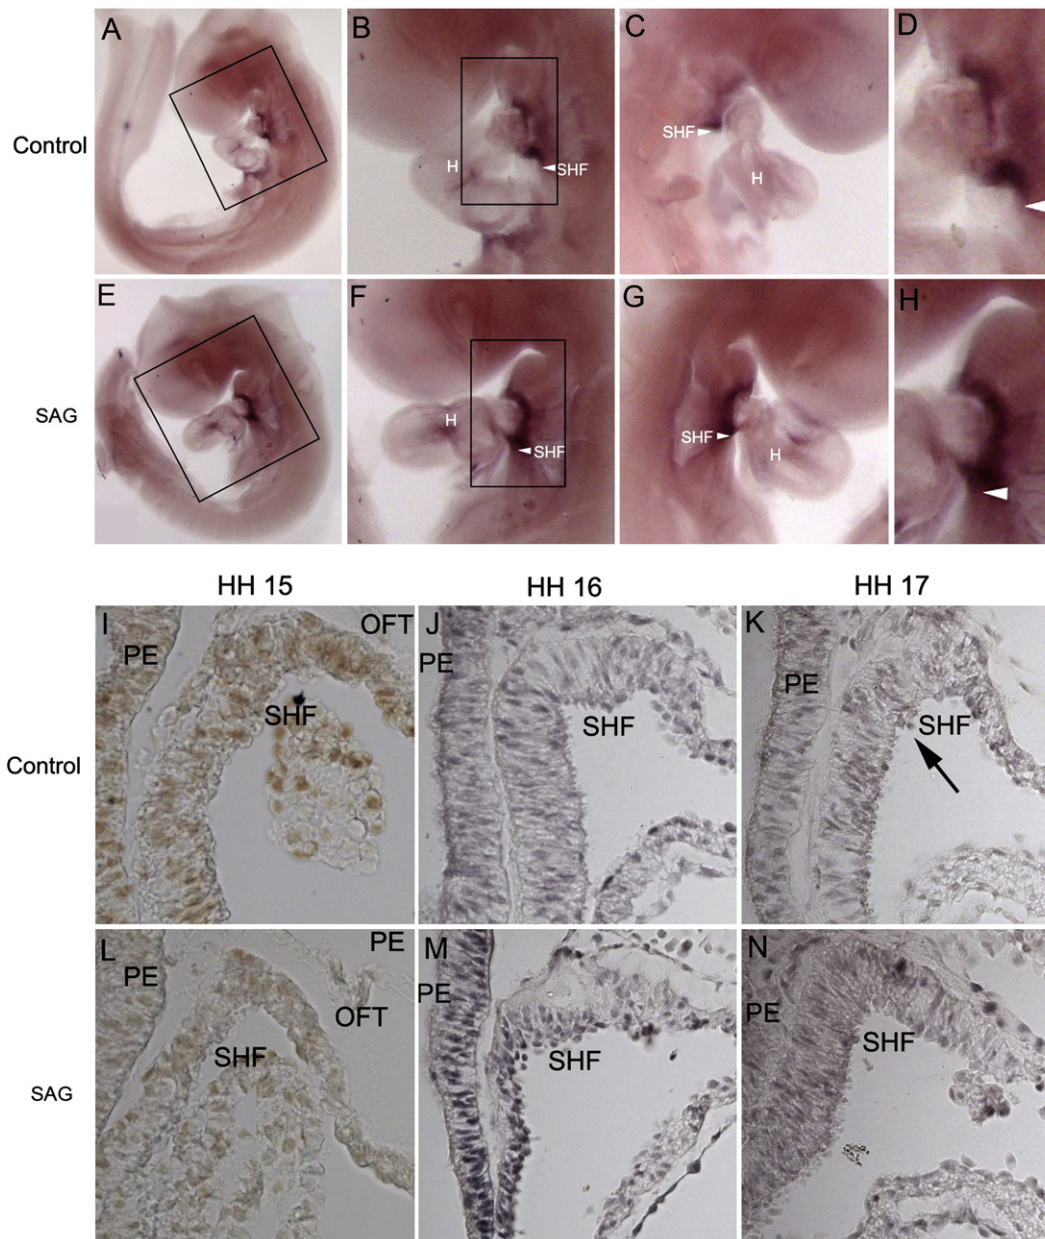 A B C D
Control
SHF
H
SHF
H
E F G H
SAG
H
SHF
SHF
H
HH 15 HH 16 HH 17
I OFT J K
PE PE PE
SHF SHF SHF
Control
L PE M N
PE PE PE
OFT
SHF SHF SHF
SAG